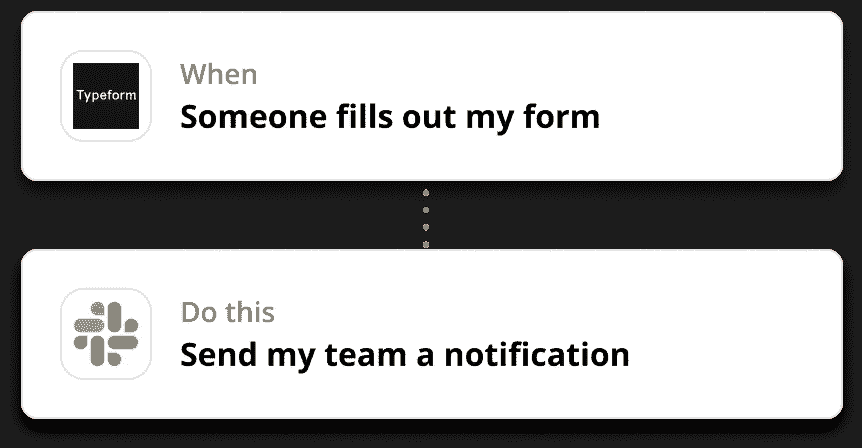 Typeform
When
Someone fills out my form
Do this
Send my team a notification